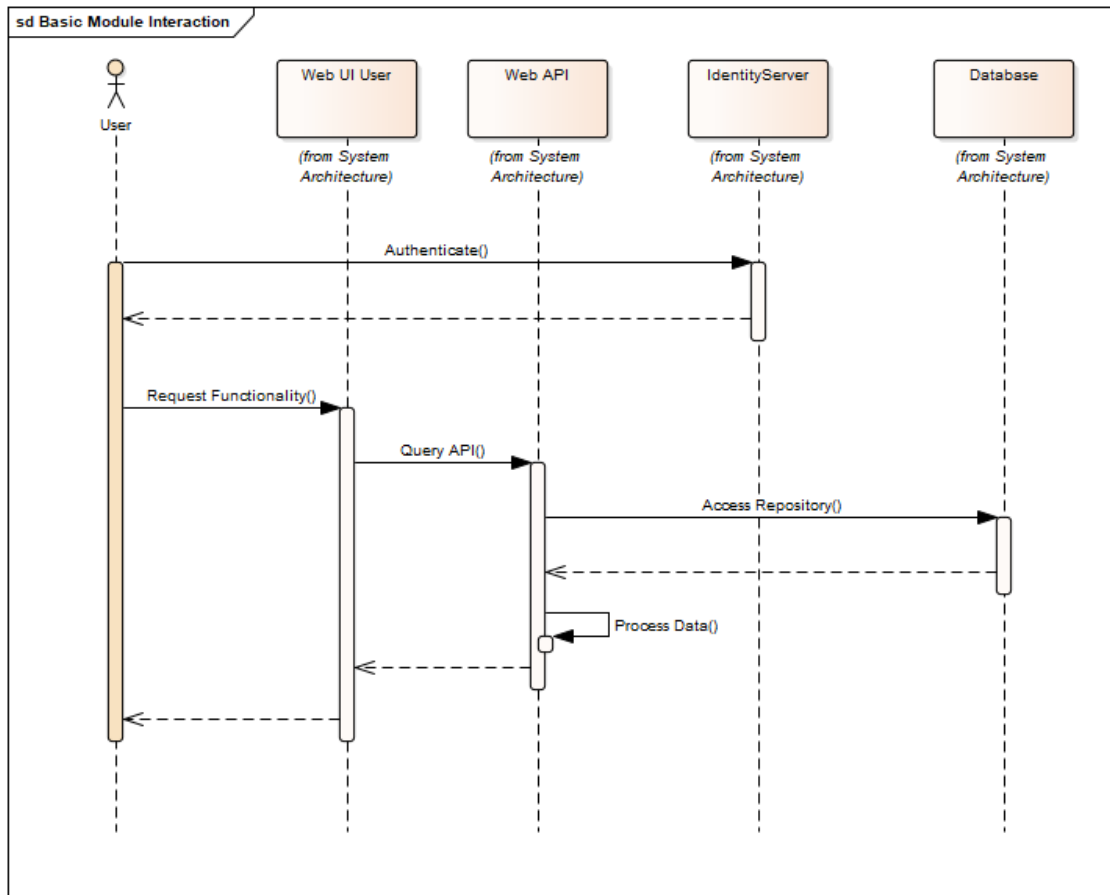 sd Basic Module Interaction
Web UI User
Web API
IdentityServer
Database
User
(from System
Architecture)
(from System
Architecture)
(from System
Architecture)
(from System
Architecture)
Authenticate()
Request Functionality()
Query API()
Access Repository()
Process Data()